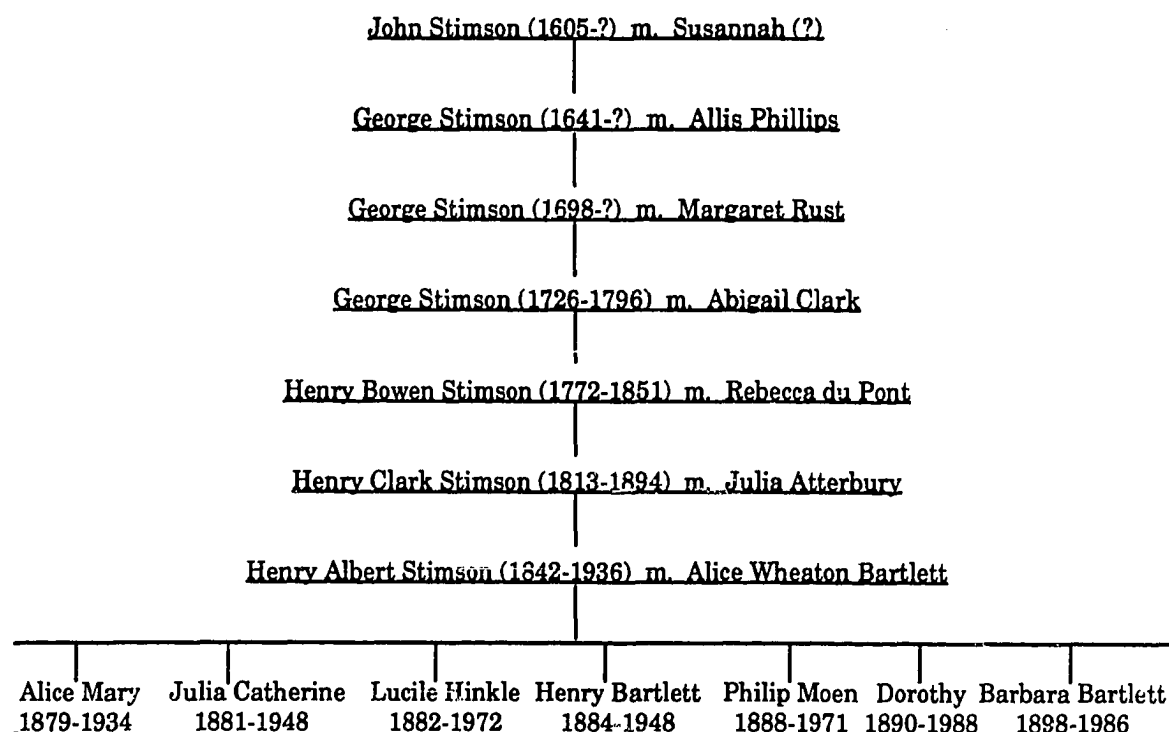 John Stimson (1605-?) m. Susannah (?)
George Stimson (1641-?) m. Allis Phillips
George Stimson (1698-?) m. Margaret Rust
George Stimson (1726-1796) m. Abigail Clark
Henry Bowen Stimson (1772-1851) m. Rebecca du Pont
Henry Clark Stimson (1813-1894) m. Julia Atterbury
Henry Albert Stimson (1842-1936) m. Alice Wheaton Bartlett
Alice Mary Julia Catherine Lucile Hinkle Henry Bartlett Philip Moen Dorothy Barbara Bartlett
1879-1934 1881-1948 1882-1972 1884-1948 1888-1971 1890-1988 1898-1986